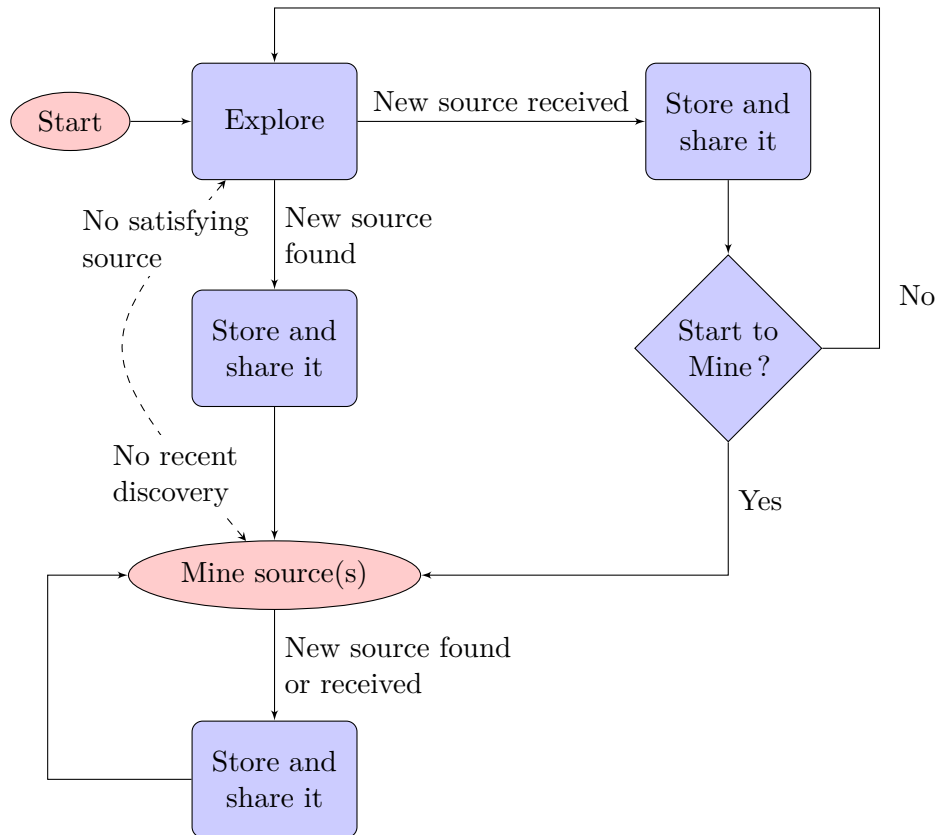 Start
Explore
New source received
Store and
share it
No satisfying
source
New source
found
Store and
share it
Start to
Mine ?
No
No recent
discovery
Yes
Mine source(s)
New source found
or received
Store and
share it